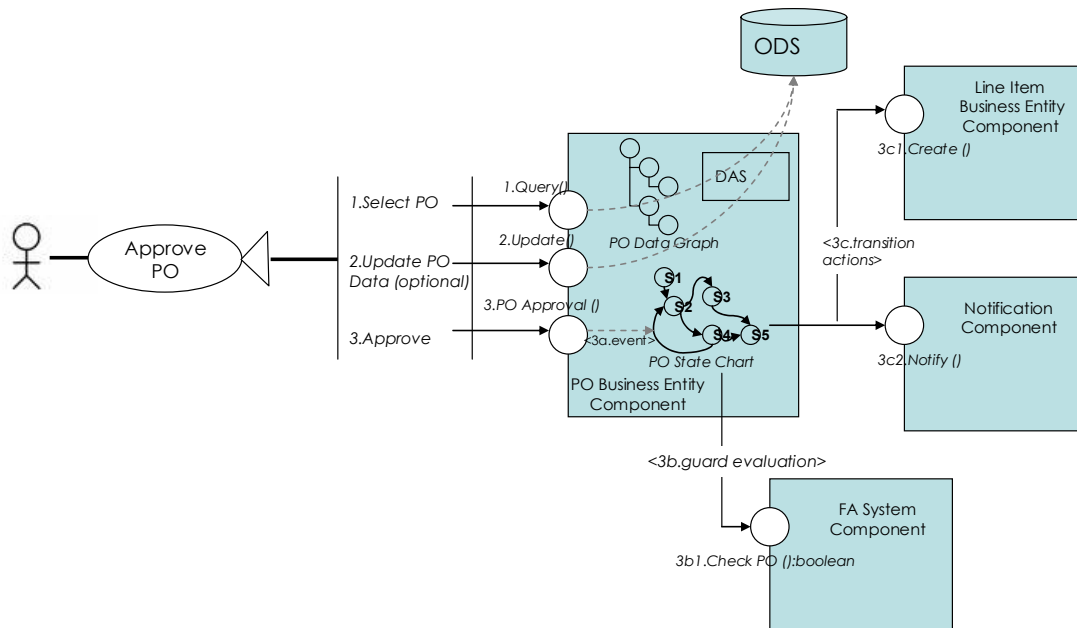 ODS
Line Item
Business Entity
Component
3c1.Create ()
DAS
1.Query()
1.Select PO
PO Data Graph
2.Update()
Approve
PO
2.Update PO
Data (optional)
<3c.transition
actions>
S1
S2
S3
S4
S5
3.PO Approval ()
3.Approve
<3a.event>
PO State Chart
PO Business Entity
Component
Notification
Component
3c2.Notify ()
<3b.guard evaluation>
FA System
Component
3b1.Check PO ():boolean